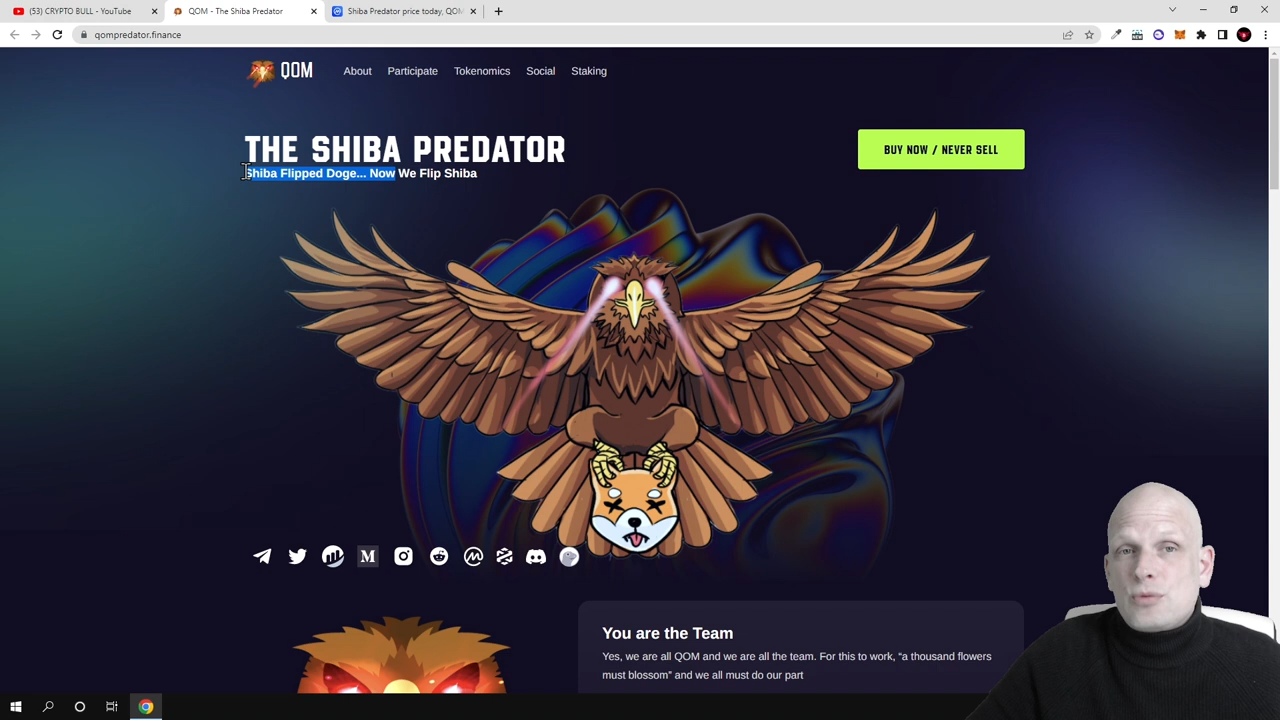 (53) CRYPTO BULL - YouTube
QOM - The Shiba Predator
Shiba Predator price today, QOM
qompredator.finance
QOM
About
Participate
Tokenomics
Social
Staking
THE SHIBA PREDATOR
BUY NOW / NEVER SELL
Shiba Flipped Doge... Now We Flip Shiba
You are the Team
Yes, we are all QOM and we are all the team. For this to work, “a thousand flowers
must blossom” and we all must do our part